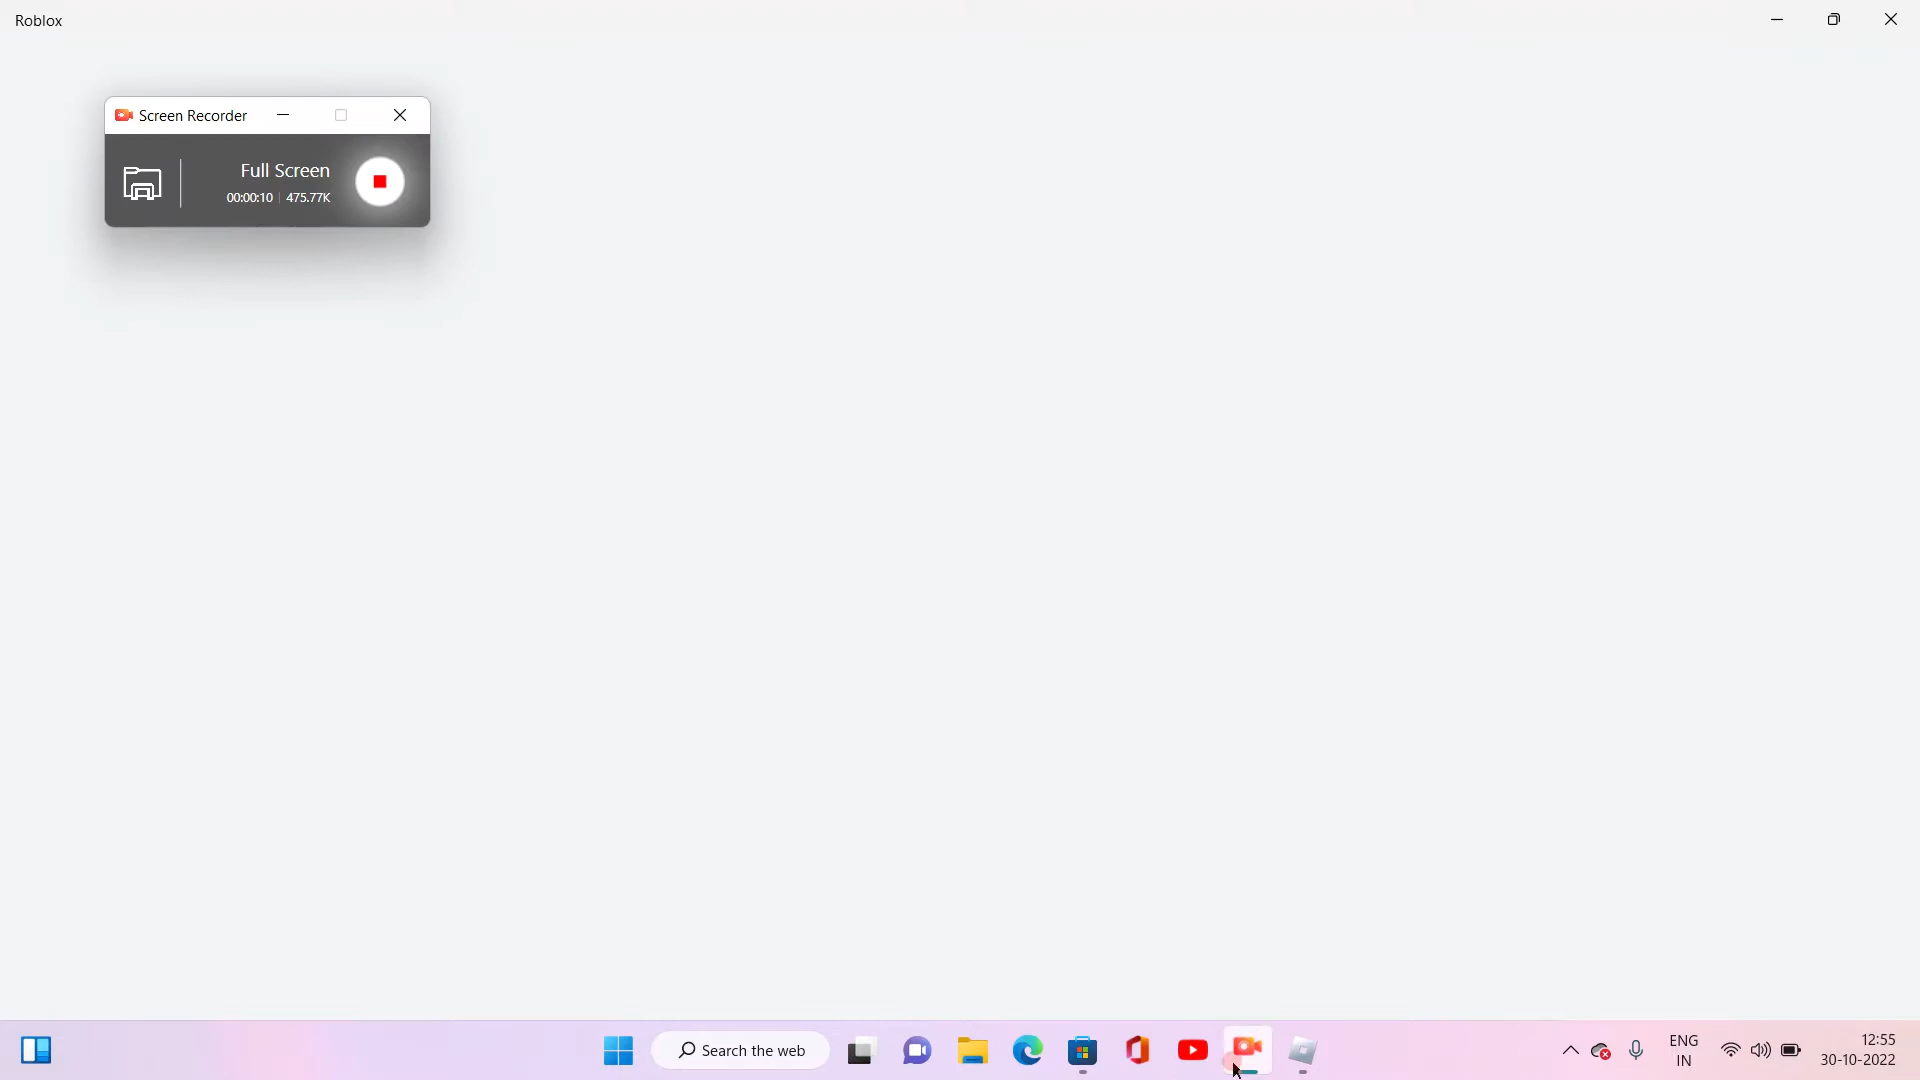 Roblox
Screen Recorder
Full Screen
00:00:10 475.77K
Search the web
ENG
IN
12:55
30-10-2022